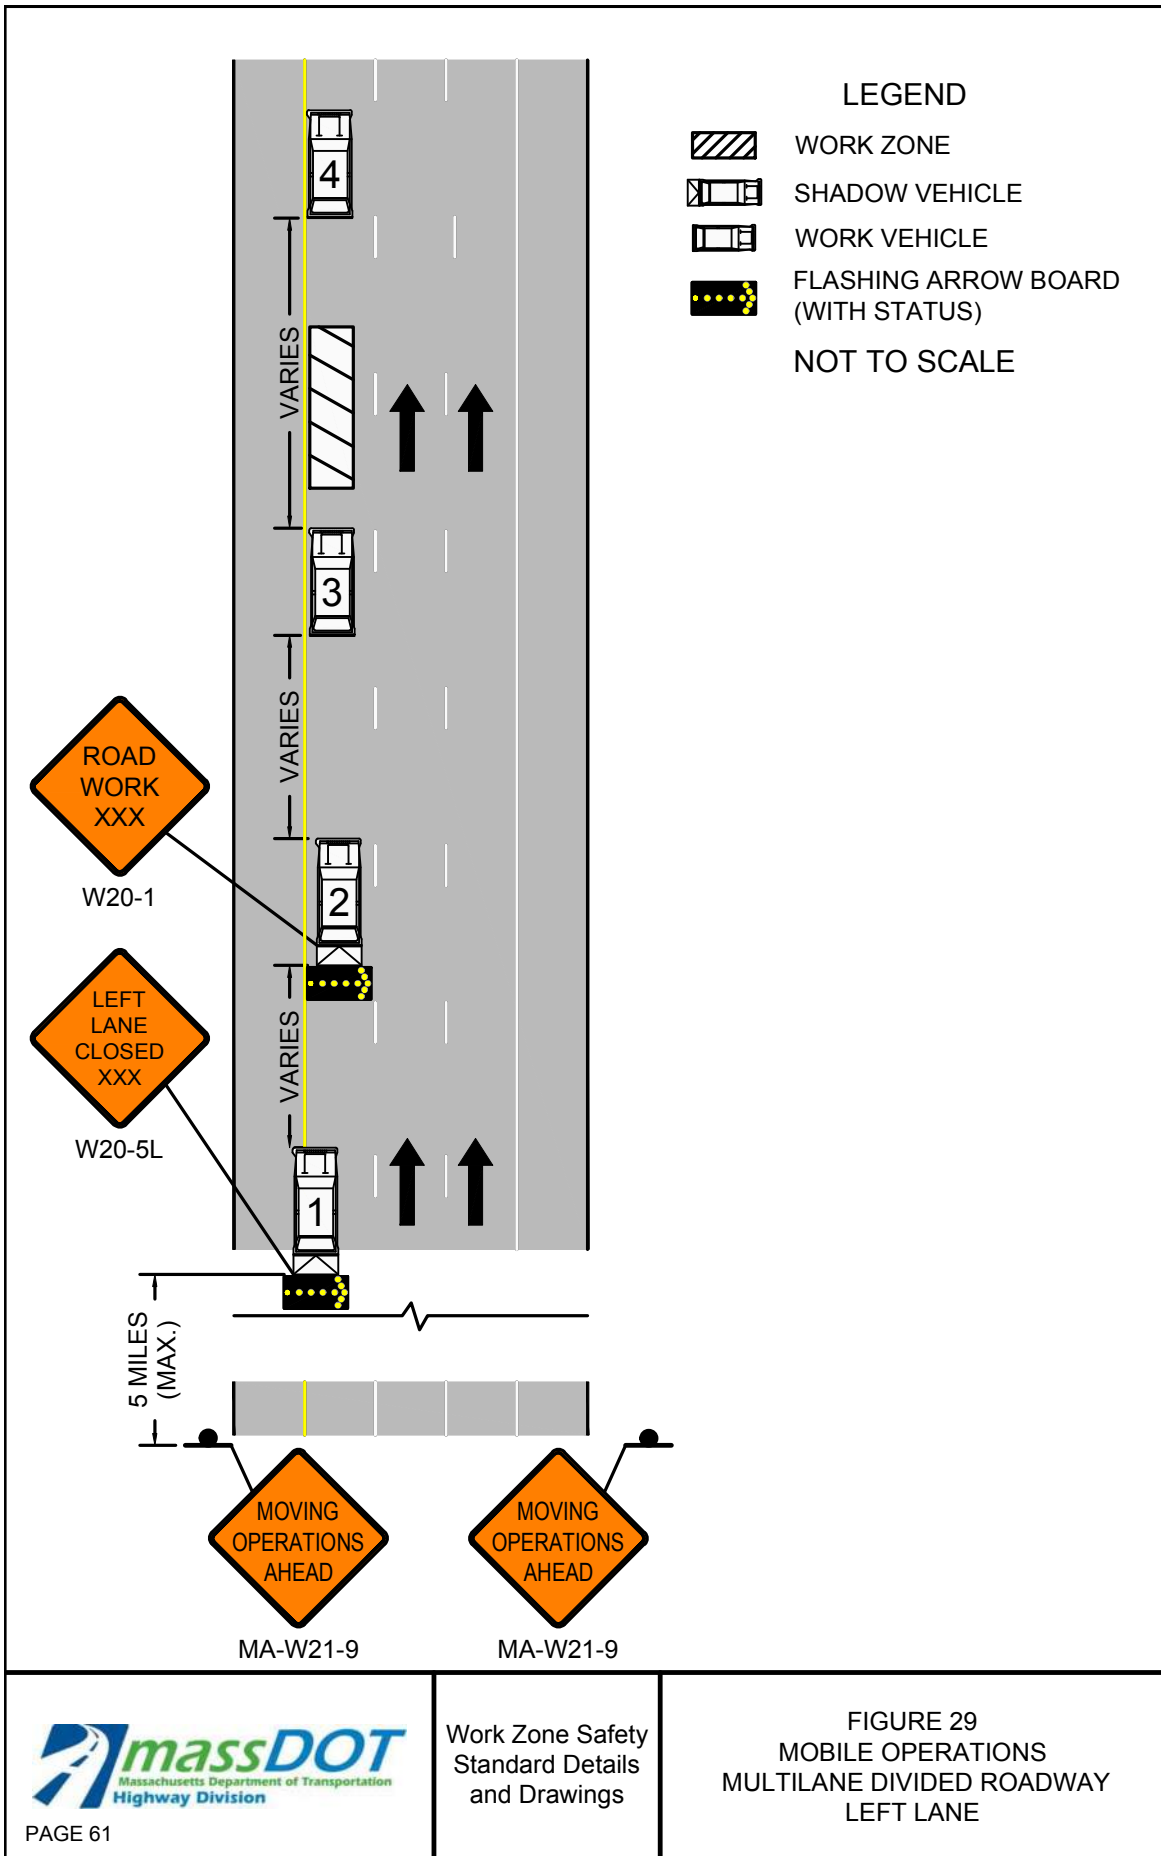 LEGEND
WORK ZONE
SHADOW VEHICLE
WORK VEHICLE
FLASHING ARROW BOARD
(WITH STATUS)
NOT TO SCALE
4
VARIES
3
VARIES
ROAD
WORK
XXX
W20-1
2
LEFT
LANE
CLOSED
XXX
W20-5L
VARIES
1
5 MILES
(MAX.)
MOVING
OPERATIONS
AHEAD
MA-W21-9
MOVING
OPERATIONS
AHEAD
MA-W21-9
massDOT
Massachusetts Department of Transportation
Highway Division
PAGE 61
Work Zone Safety
Standard Details
and Drawings
FIGURE 29
MOBILE OPERATIONS
MULTILANE DIVIDED ROADWAY
LEFT LANE